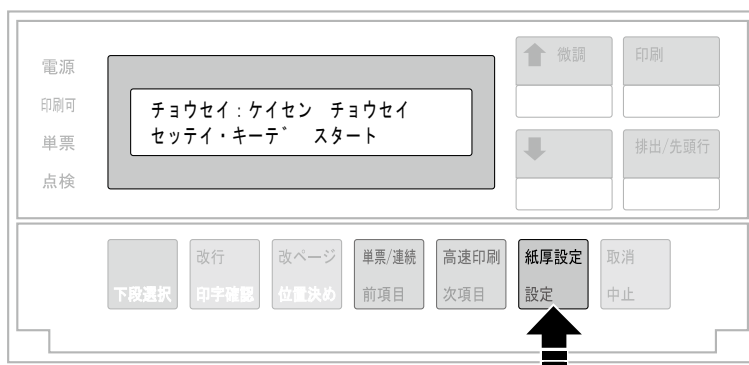 電源
印刷可
単票
点検
チョウセイ：ケイセン チョウセイ
セッテイ・キーデ スタート
微調
印刷
排出/先頭行
下段選択
改行
印字確認
改ページ
位置決め
単票/連続
前項目
高速印刷
次項目
紙厚設定
設定
取消
中止